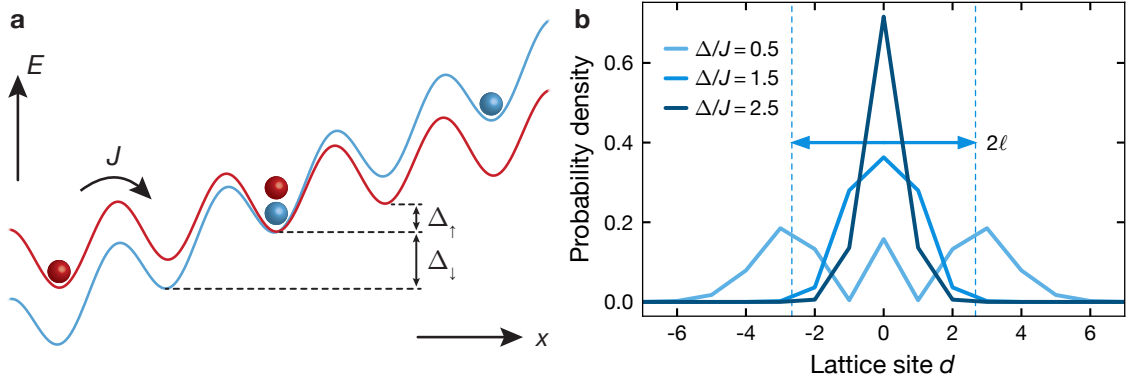 a
E
J
Δ↑
Δ↓
x
b
Probability density
0.6
0.4
0.2
0.0
Δ/J = 0.5
Δ/J = 1.5
Δ/J = 2.5
2ℓ
-6 -4 -2 0 2 4 6
Lattice site d